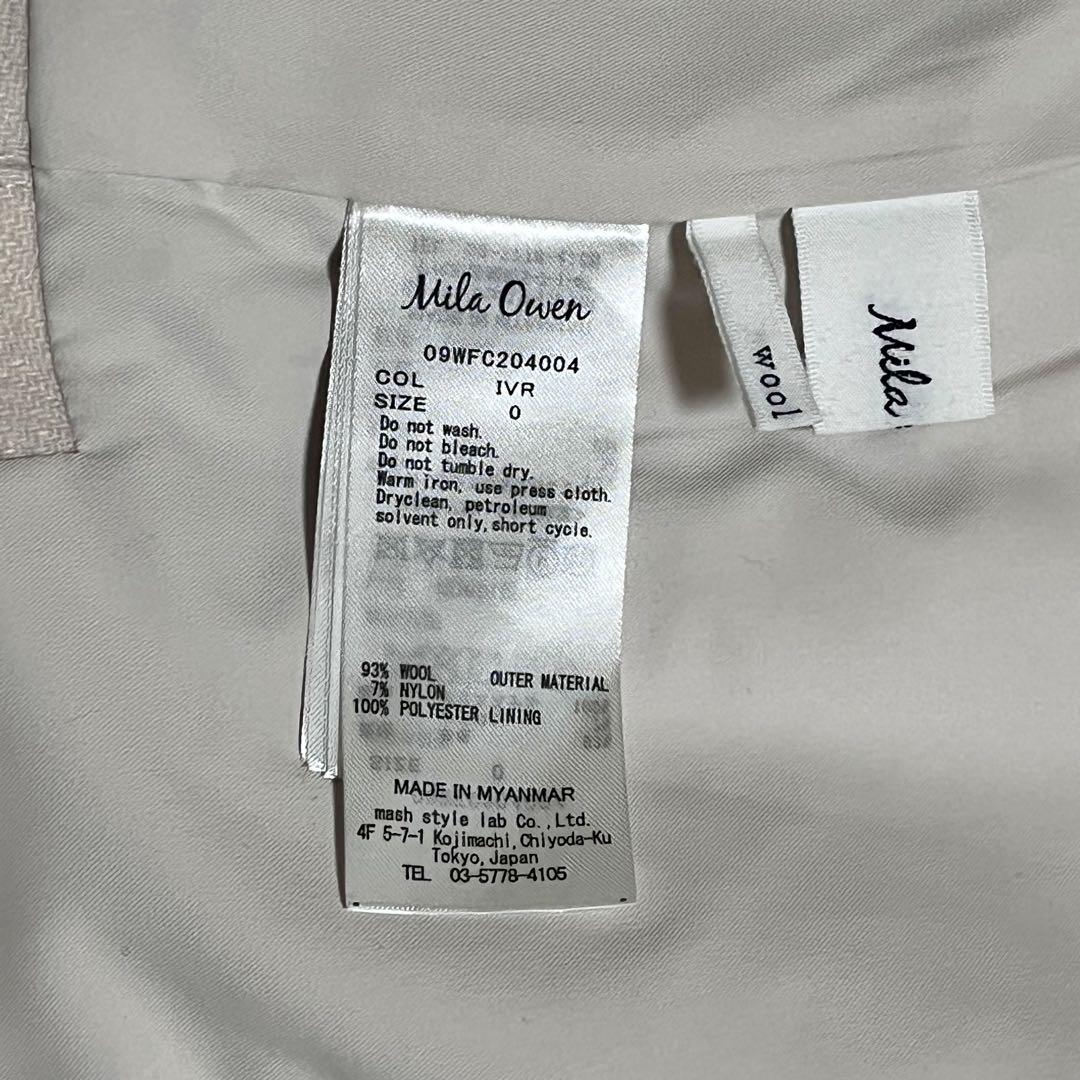 Mila Owen
09WFC204004
COL IVR
SIZE 0
Do not wash.
Do not bleach.
Do not tumble dry.
Warm iron, use press cloth.
Dryclean, petroleum
solvent only, short cycle.
93% WOOL OUTER MATERIAL
7% NYLON
100% POLYESTER LINING
MADE IN MYANMAR
mash style lab Co.,Ltd.
4F 5-7-1 Kojimachi, Chiyoda-Ku
Tokyo, Japan
TEL 03-5778-4105
wool
Mila